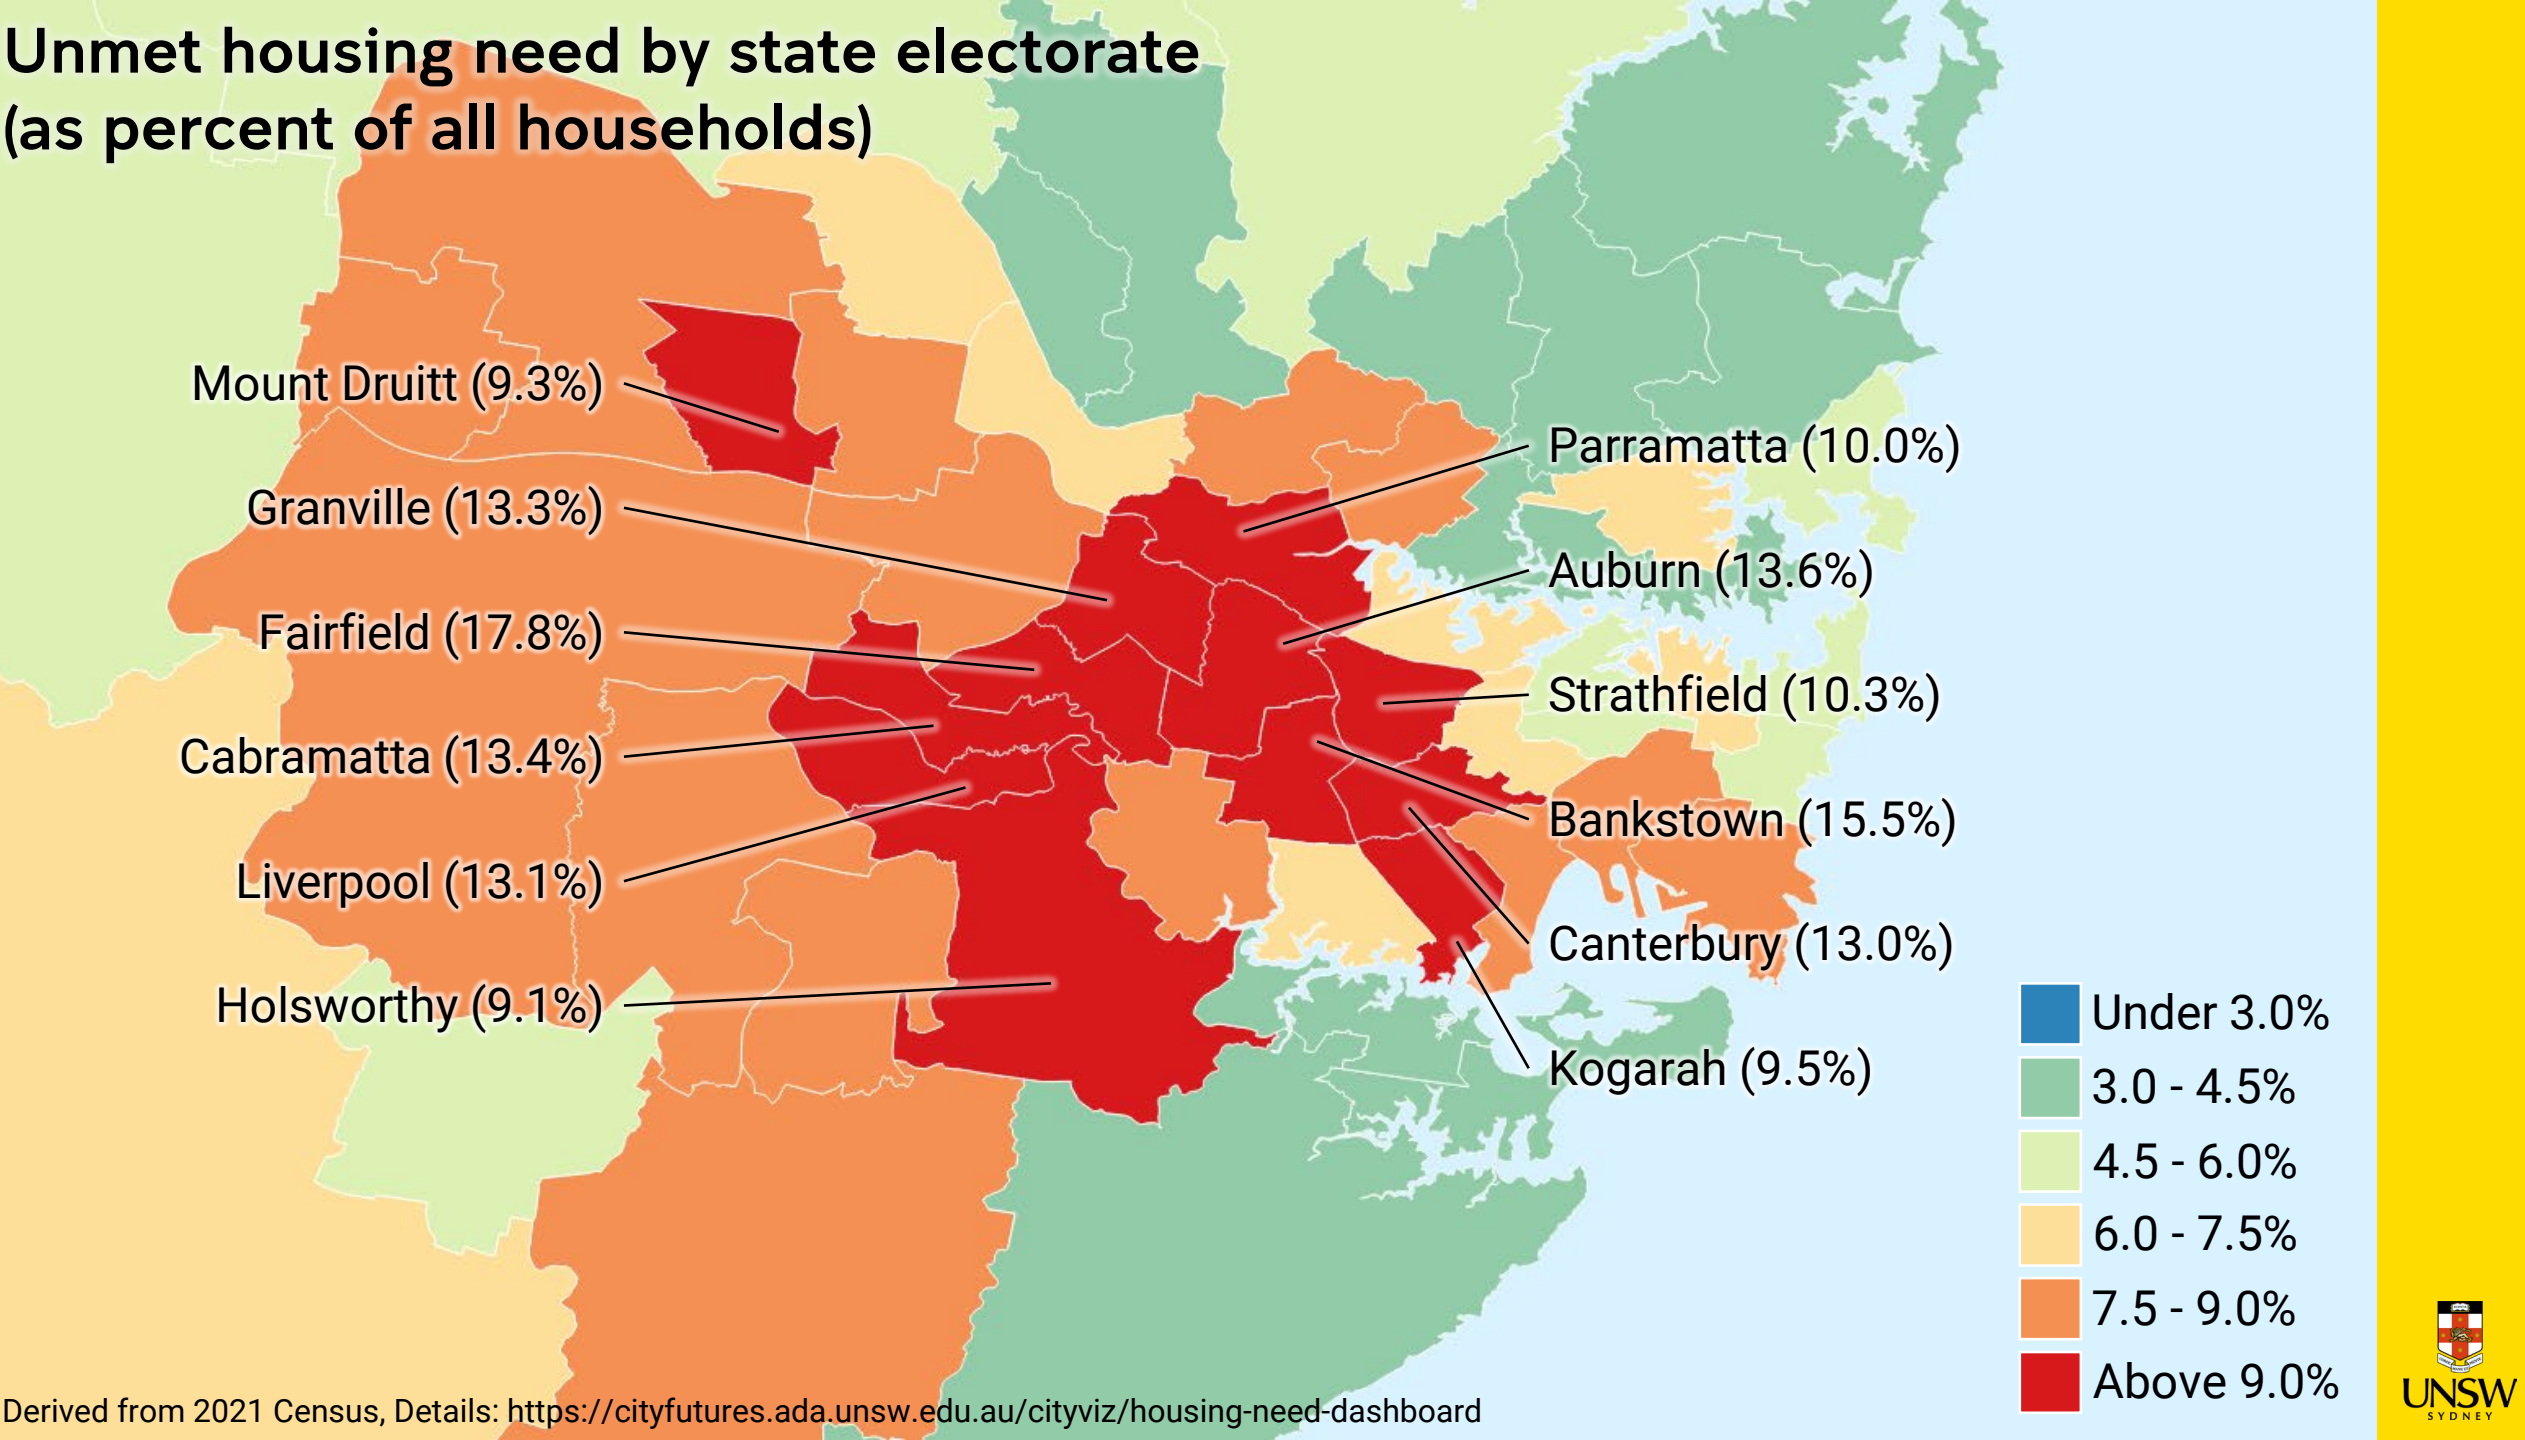 Unmet housing need by state electorate
(as percent of all households)
Mount Druitt (9.3%)
Granville (13.3%)
Fairfield (17.8%)
Cabramatta (13.4%)
Liverpool (13.1%)
Holsworthy (9.1%)
Parramatta (10.0%)
Auburn (13.6%)
Strathfield (10.3%)
Bankstown (15.5%)
Canterbury (13.0%)
Kogarah (9.5%)
Under 3.0%
3.0 - 4.5%
4.5 - 6.0%
6.0 - 7.5%
7.5 - 9.0%
Above 9.0%
Derived from 2021 Census, Details: https://cityfutures.ada.unsw.edu.au/cityviz/housing-need-dashboard
UNSW
SYDNEY